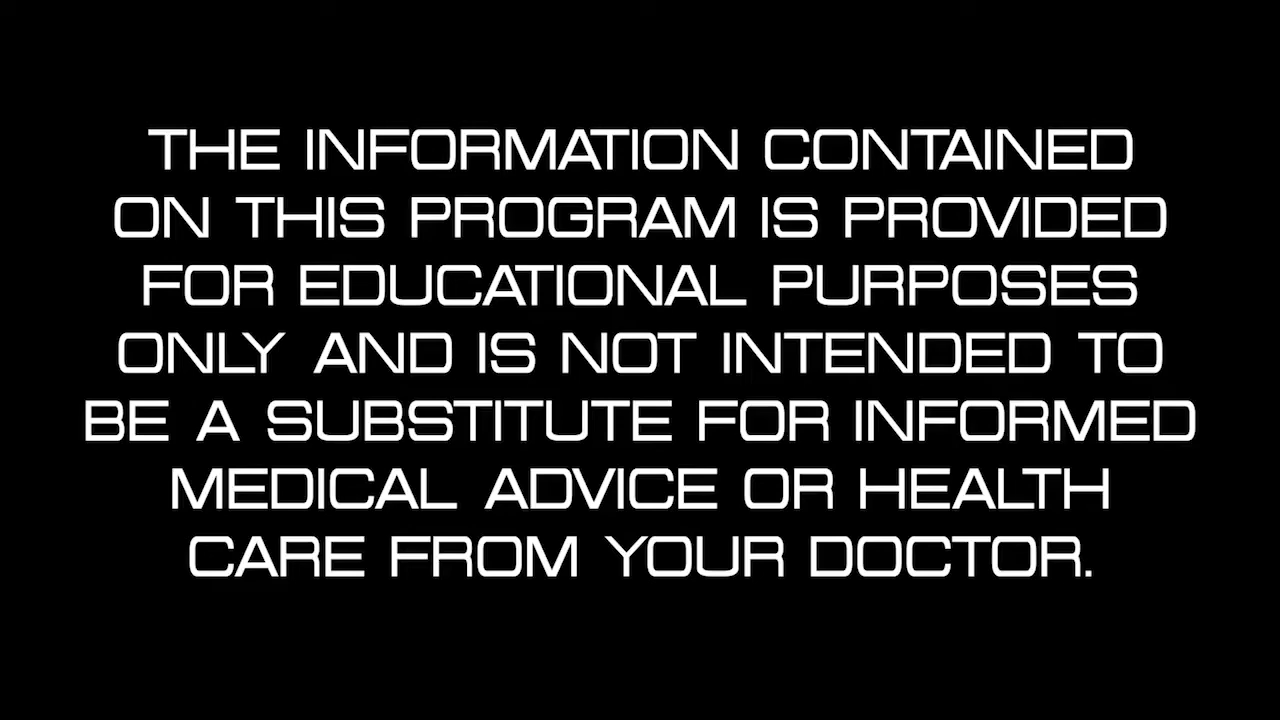 THE INFORMATION CONTAINED
ON THIS PROGRAM IS PROVIDED
FOR EDUCATIONAL PURPOSES
ONLY AND IS NOT INTENDED TO
BE A SUBSTITUTE FOR INFORMED
MEDICAL ADVICE OR HEALTH
CARE FROM YOUR DOCTOR.